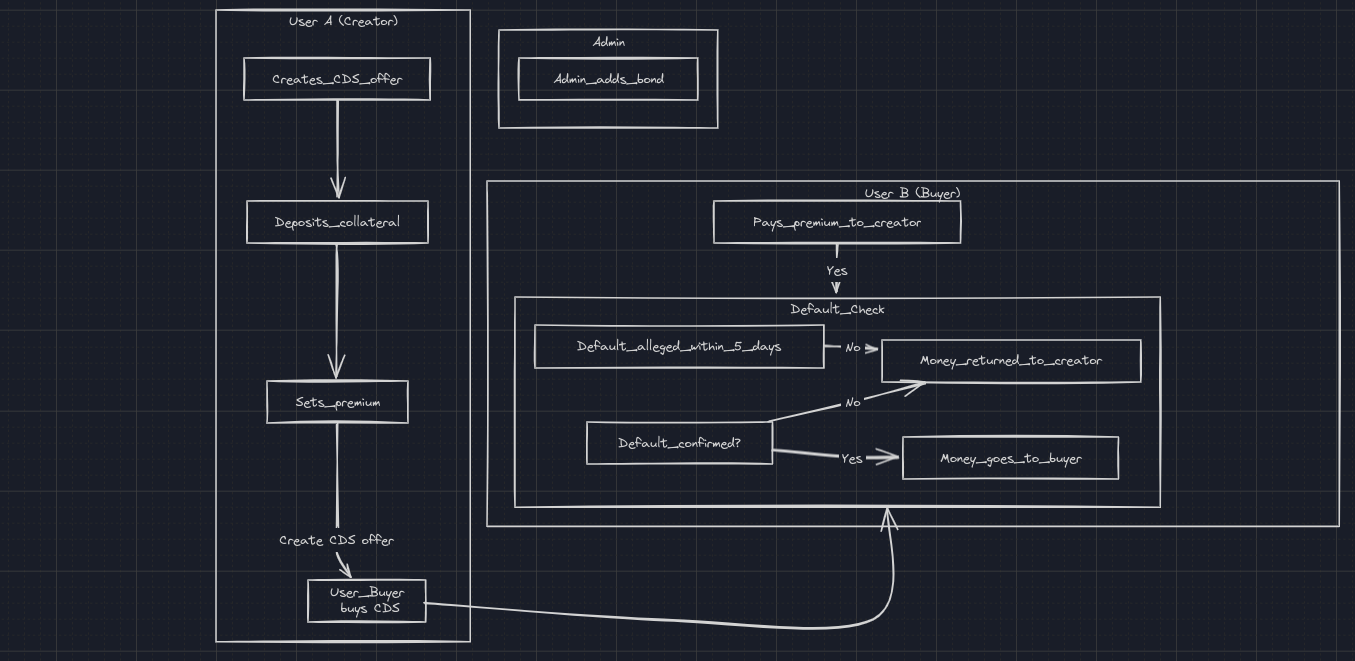 User A (Creator)
Creates_CDS_offer
Deposits_collateral
Sets_premium
Create CDS offer
User_Buyer
buys CDS
Admin
Admin_adds_bond
User B (Buyer)
Pays_premium_to_creator
Yes
Default_Check
Default_alleged_within_5_days
No
Money_returned_to_creator
No
Default_confirmed?
Yes
Money_goes_to_buyer